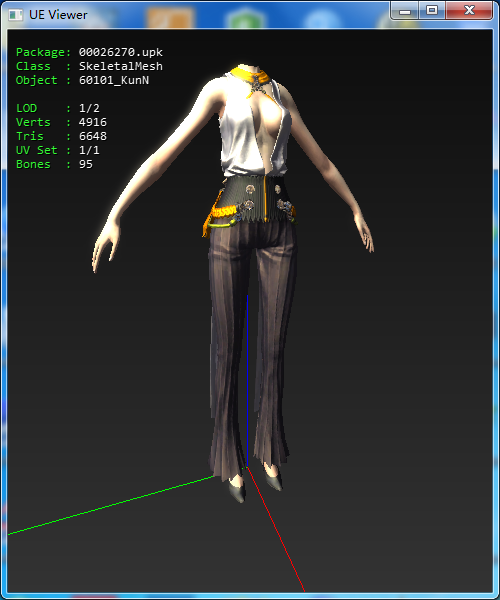 UE Viewer
Package: 00026270.upk
Class : SkeletalMesh
Object : 60101_KunN
LOD : 1/2
Verts : 4916
Tris : 6648
UV Set : 1/1
Bones : 95